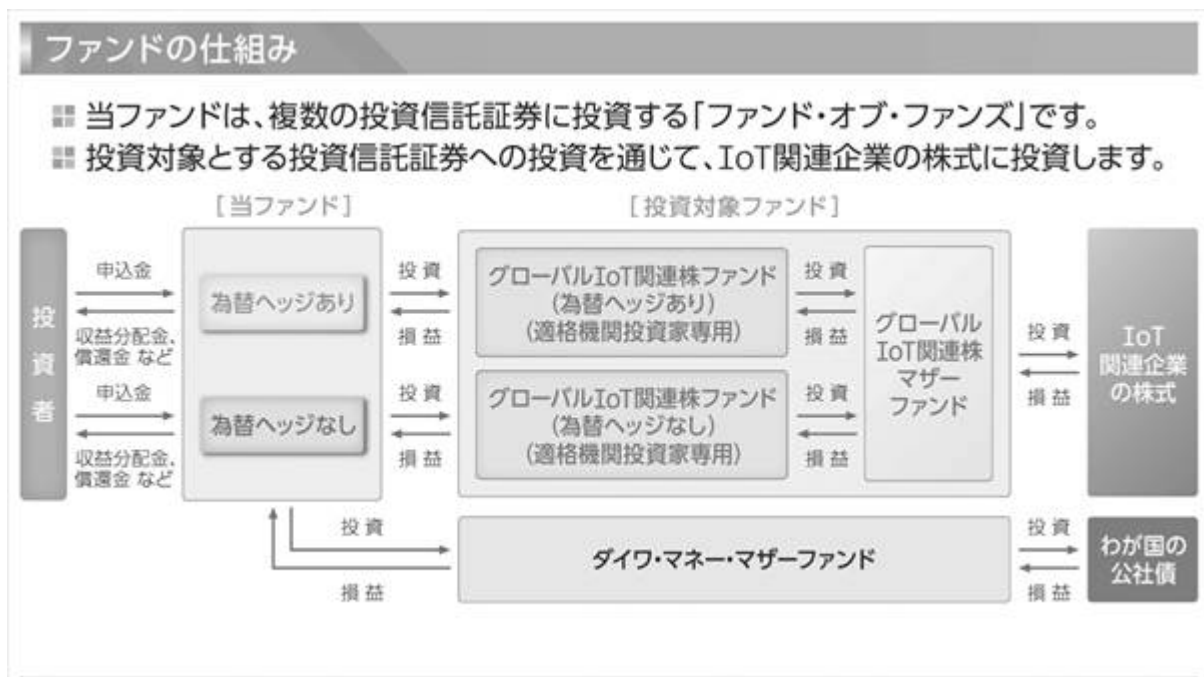 ファンドの仕組み
当ファンドは、複数の投資信託証券に投資する「ファンド・オブ・ファンズ」です。
投資対象とする投資信託証券への投資を通じて、IoT関連企業の株式に投資します。
[当ファンド]
[投資対象ファンド]
投資者
申込金
収益分配金、
償還金 など
申込金
収益分配金、
償還金 など
為替ヘッジあり
為替ヘッジなし
投資
損益
投資
損益
グローバルIoT関連株ファンド
(為替ヘッジあり)
(適格機関投資家専用)
グローバルIoT関連株ファンド
(為替ヘッジなし)
(適格機関投資家専用)
投資
損益
投資
損益
グローバル
IoT関連株
マザー
ファンド
投資
損益
IoT
関連企業
の株式
投資
損益
ダイワ・マネー・マザーファンド
投資
損益
わが国の
公社債